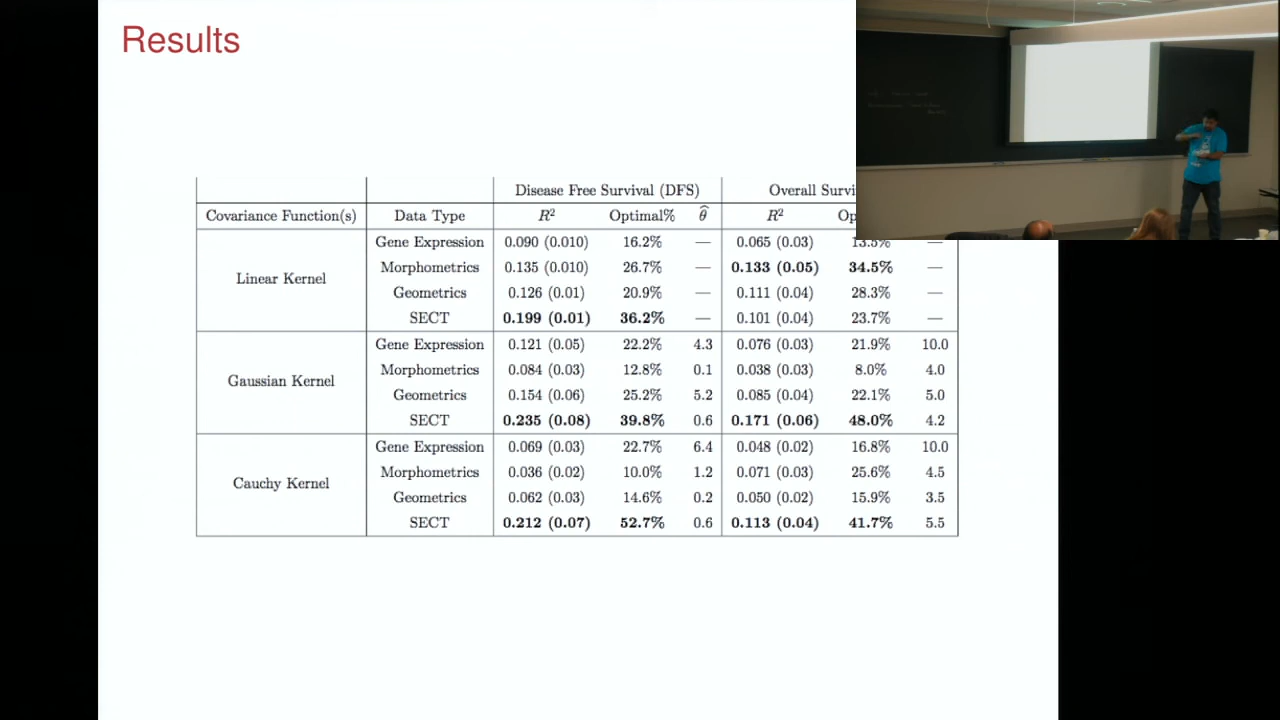 Results
Disease Free Survival (DFS) Overall Survi
Covariance Function(s) Data Type R² Optimal% θ̂ R² Op
Linear Kernel
Gene Expression 0.090 (0.010) 16.2% — 0.065 (0.03) 13.5% —
Morphometrics 0.135 (0.010) 26.7% — 0.133 (0.05) 34.5% —
Geometrics 0.126 (0.01) 20.9% — 0.111 (0.04) 28.3% —
SECT 0.199 (0.01) 36.2% — 0.101 (0.04) 23.7% —
Gaussian Kernel
Gene Expression 0.121 (0.05) 22.2% 4.3 0.076 (0.03) 21.9% 10.0
Morphometrics 0.084 (0.03) 12.8% 0.1 0.038 (0.03) 8.0% 4.0
Geometrics 0.154 (0.06) 25.2% 5.2 0.085 (0.04) 22.1% 5.0
SECT 0.235 (0.08) 39.8% 0.6 0.171 (0.06) 48.0% 4.2
Cauchy Kernel
Gene Expression 0.069 (0.03) 22.7% 6.4 0.048 (0.02) 16.8% 10.0
Morphometrics 0.036 (0.02) 10.0% 1.2 0.071 (0.03) 25.6% 4.5
Geometrics 0.062 (0.03) 14.6% 0.2 0.050 (0.02) 15.9% 3.5
SECT 0.212 (0.07) 52.7% 0.6 0.113 (0.04) 41.7% 5.5